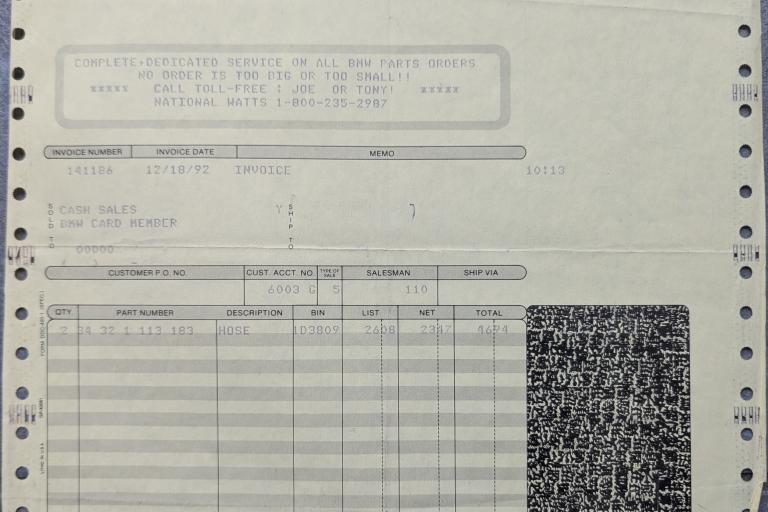 COMPLETE,DEDICATED SERVICE ON ALL BMW PARTS ORDERS
NO ORDER IS TOO BIG OR TOO SMALL!!
***** CALL TOLL-FREE : JOE OR TONY! *****
NATIONAL WATTS 1-800-235-2987
INVOICE NUMBER INVOICE DATE MEMO
141186 12/18/92 INVOICE 10:13
SOLD TO
CASH SALES Y
BMW CARD MEMBER
00000
SHIP TO
CUSTOMER P.O. NO. CUST. ACCT. NO TYPE OF SALE SALESMAN SHIP VIA
6003 G 5 110
QTY. PART NUMBER DESCRIPTION BIN LIST NET TOTAL
2 34 32 1 113 183 HOSE 1D3809 2608 2347 4694